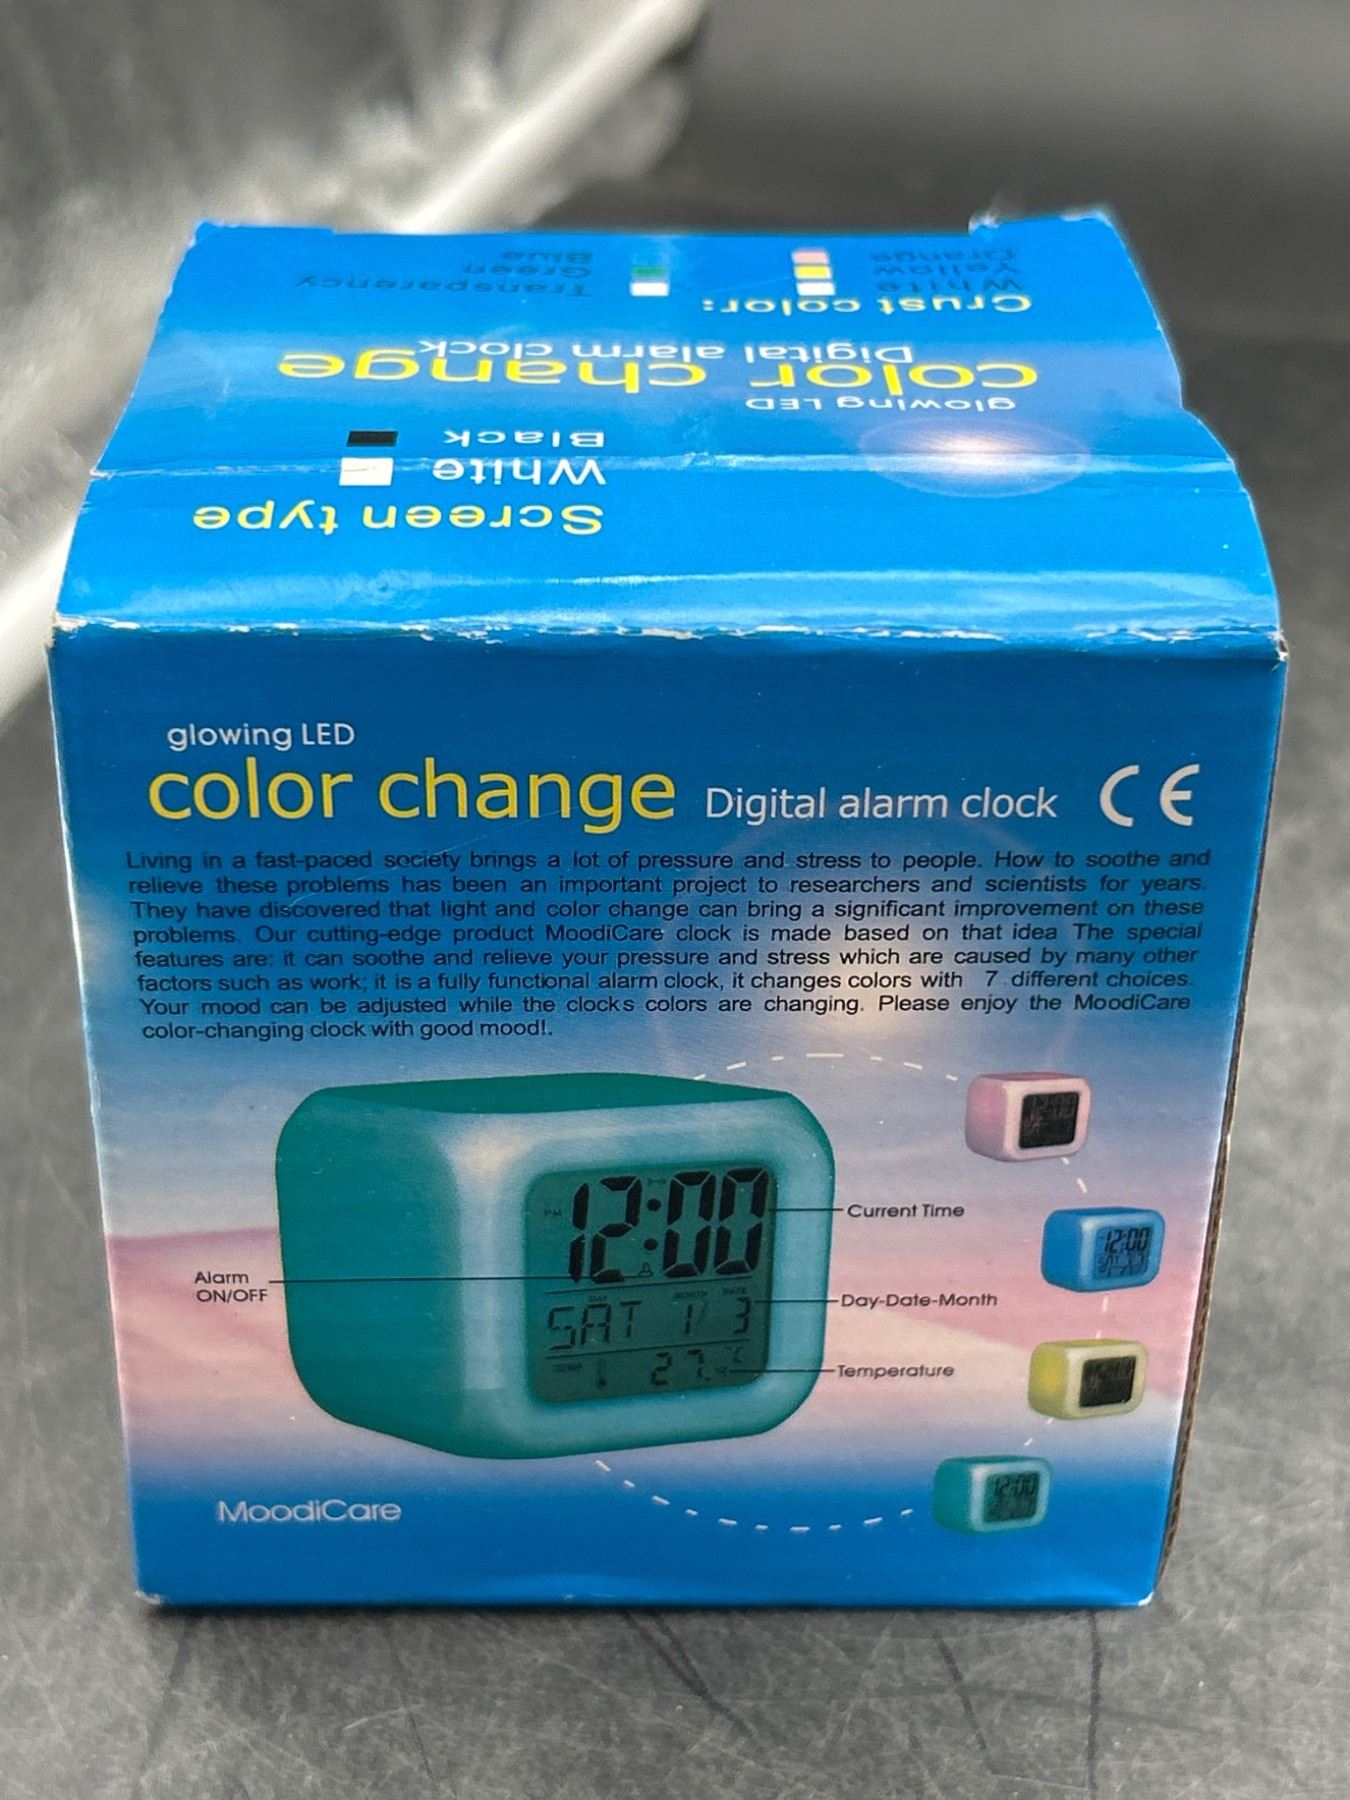 Crust color:
White
Transparency
Yellow
Green
Orange
Blue
glowing LED
color change
Digital alarm clock
Screen type
White
Black
glowing LED
color change Digital alarm clock CE
Living in a fast-paced society brings a lot of pressure and stress to people. How to soothe and
relieve these problems has been an important project to researchers and scientists for years.
They have discovered that light and color change can bring a significant improvement on these
problems. Our cutting-edge product MoodiCare clock is made based on that idea The special
features are: it can soothe and relieve your pressure and stress which are caused by many other
factors such as work; it is a fully functional alarm clock, it changes colors with 7 different choices.
Your mood can be adjusted while the clocks colors are changing. Please enjoy the MoodiCare
color-changing clock with good mood!.
12:00
PM
Current Time
12:00
Alarm
ON/OFF
DAY MONTH DATE
SAT 1/ 3
Day-Date-Month
TEMP 27 °C
Temperature
12:00
MoodiCare